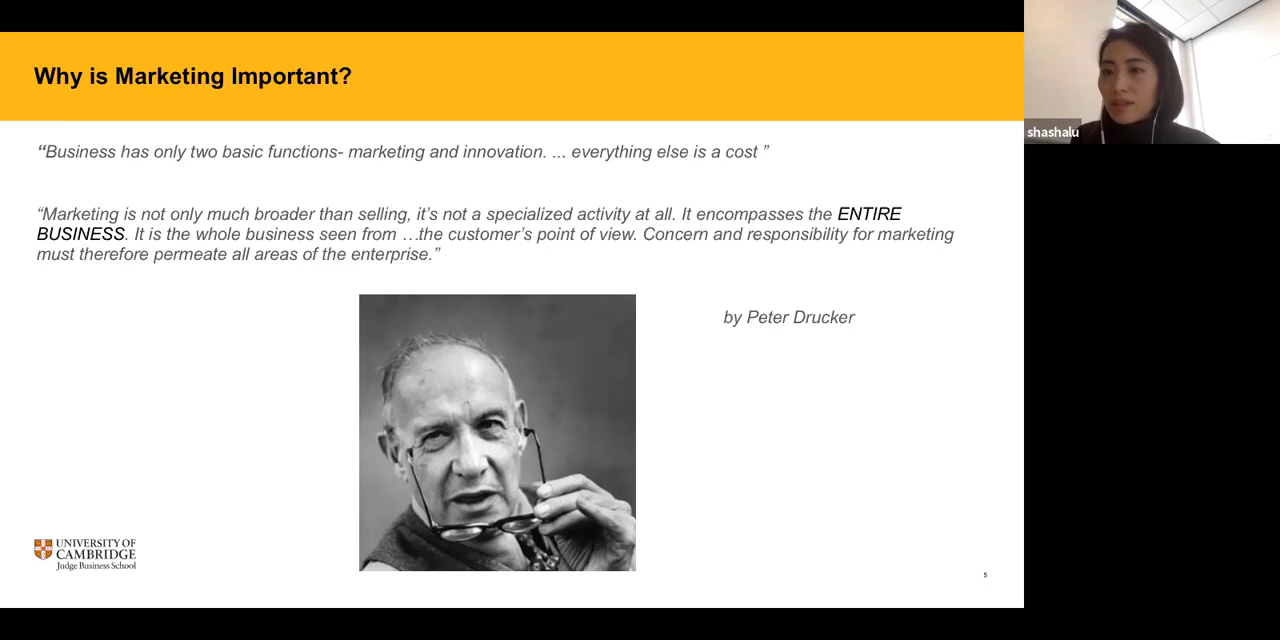 Why is Marketing Important?
“Business has only two basic functions- marketing and innovation. ... everything else is a cost ”
“Marketing is not only much broader than selling, it’s not a specialized activity at all. It encompasses the ENTIRE
BUSINESS. It is the whole business seen from …the customer’s point of view. Concern and responsibility for marketing
must therefore permeate all areas of the enterprise.”
by Peter Drucker
UNIVERSITY OF
CAMBRIDGE
Judge Business School
5
shashalu